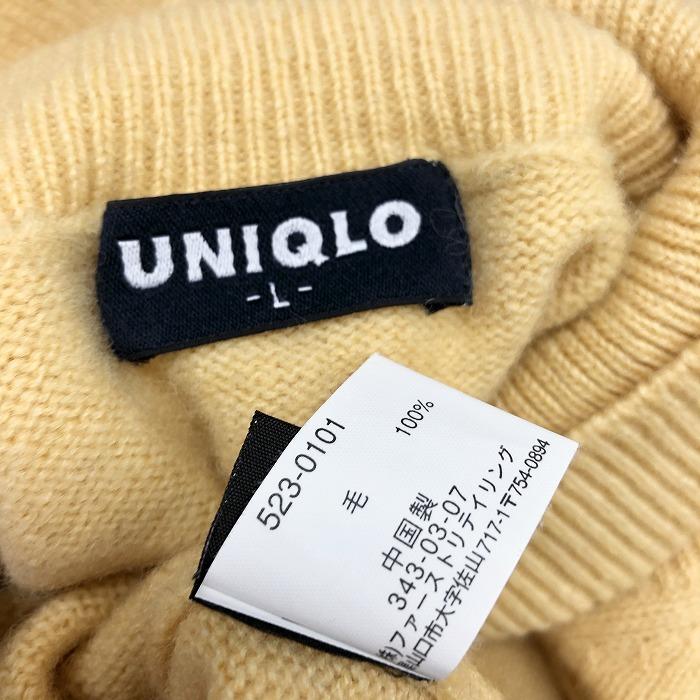 UNIQLO
-L-
523-0101
毛 100%
中国製
343-03-07
㈱ファーストリテイリング
山口市大字佐山717-1〒754-0894